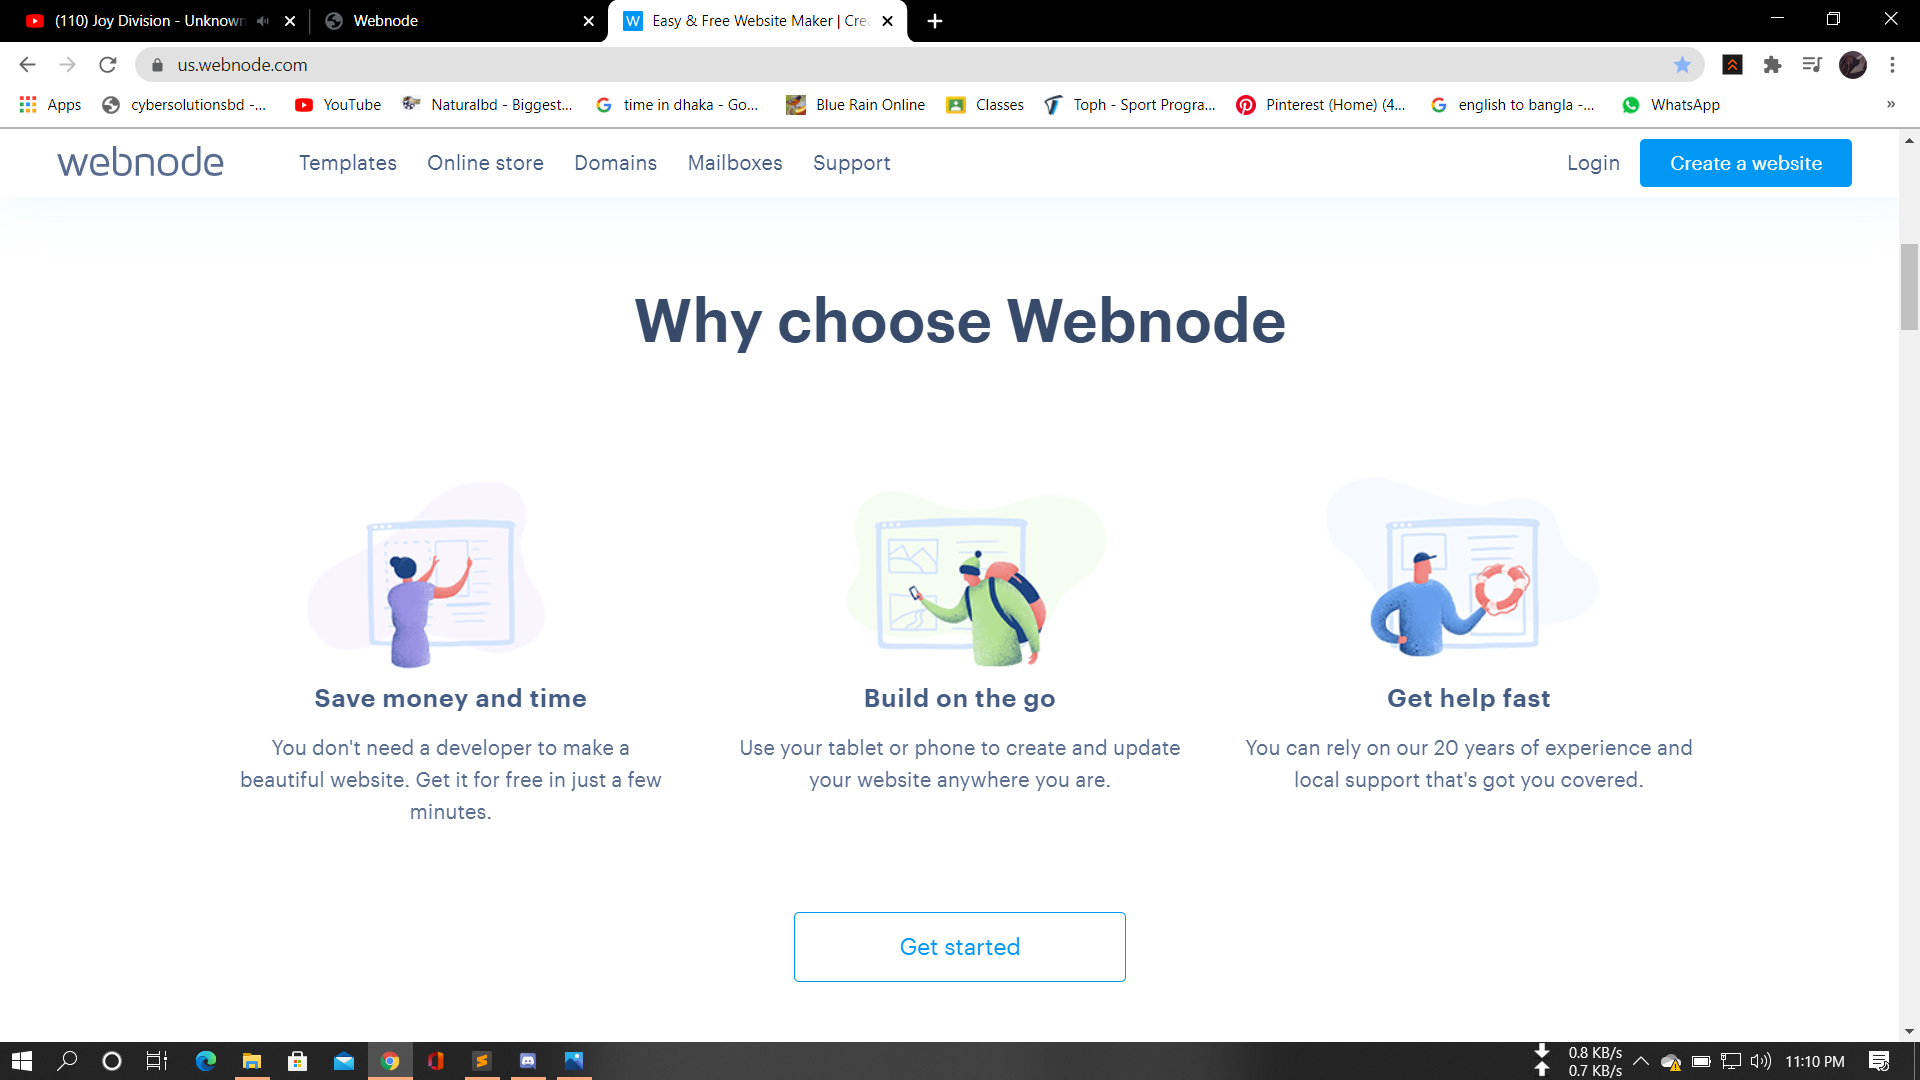 (110) Joy Division - Unknown
Webnode
Easy & Free Website Maker | Crea
us.webnode.com
Apps
cybersolutionsbd -...
YouTube
Naturalbd - Biggest...
time in dhaka - Go...
Blue Rain Online
Classes
Toph - Sport Progra...
Pinterest (Home) (4...
english to bangla -...
WhatsApp
»
webnode
Templates
Online store
Domains
Mailboxes
Support
Login
Create a website
Why choose Webnode
Save money and time
You don't need a developer to make a
beautiful website. Get it for free in just a few
minutes.
Build on the go
Use your tablet or phone to create and update
your website anywhere you are.
Get help fast
You can rely on our 20 years of experience and
local support that's got you covered.
Get started
0.8 KB/s
0.7 KB/s
11:10 PM